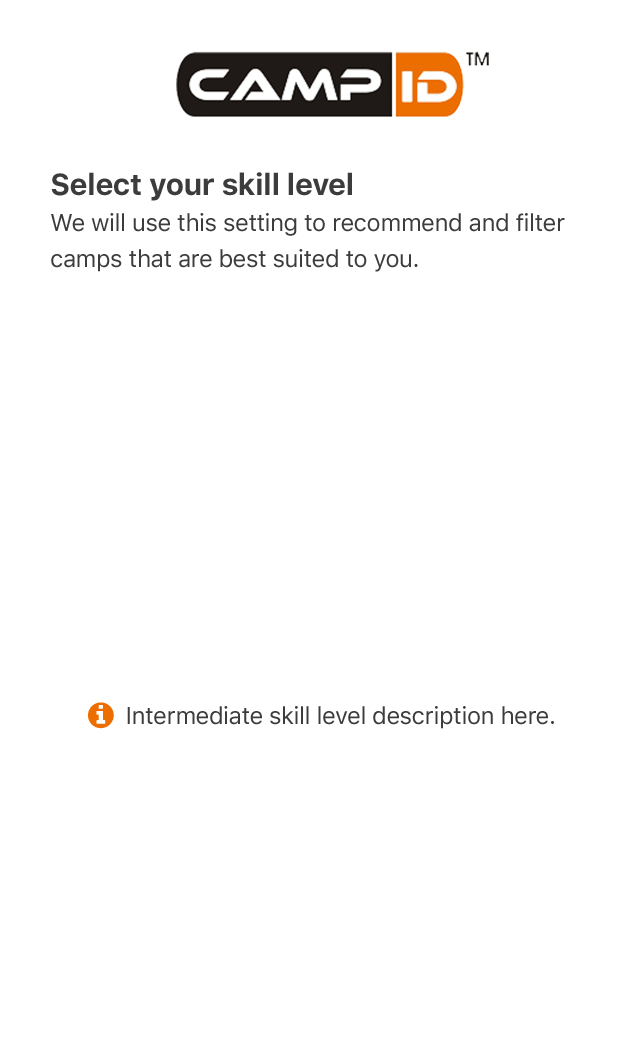 CAMP ID™
Select your skill level
We will use this setting to recommend and filter
camps that are best suited to you.
Intermediate skill level description here.